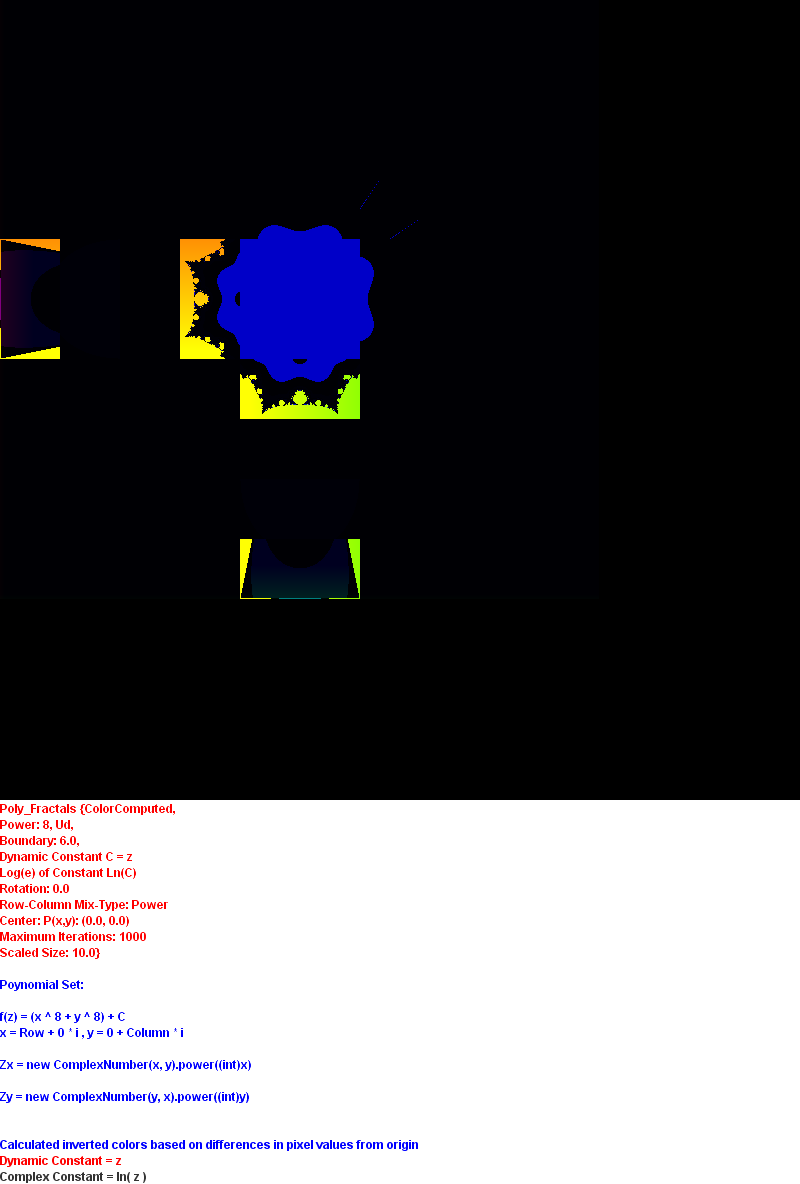 Poly_Fractals {ColorComputed,
Power: 8, Ud,
Boundary: 6.0,
Dynamic Constant C = z
Log(e) of Constant Ln(C)
Rotation: 0.0
Row-Column Mix-Type: Power
Center: P(x,y): (0.0, 0.0)
Maximum Iterations: 1000
Scaled Size: 10.0}
Poynomial Set:
f(z) = (x ^ 8 + y ^ 8) + C
x = Row + 0 * i , y = 0 + Column * i
Zx = new ComplexNumber(x, y).power((int)x)
Zy = new ComplexNumber(y, x).power((int)y)
Calculated inverted colors based on differences in pixel values from origin
Dynamic Constant = z
Complex Constant = ln( z )